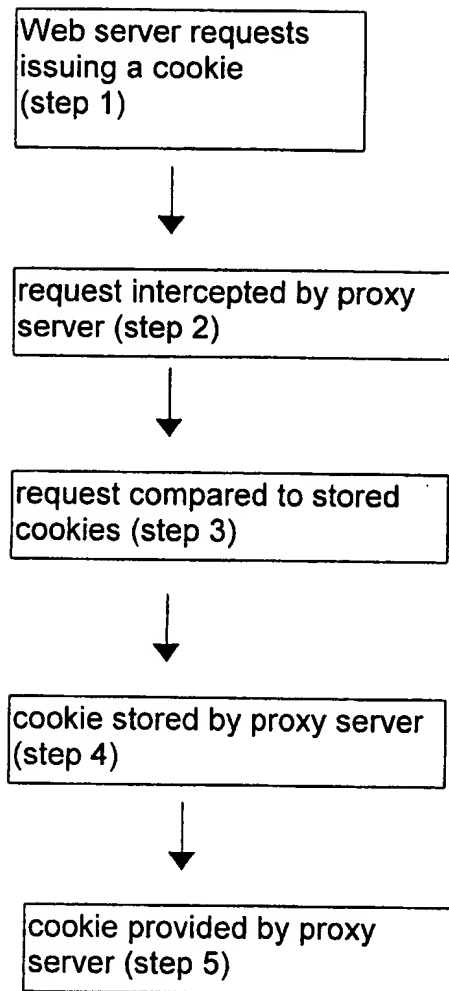 Web server requests
issuing a cookie
(step 1)
request intercepted by proxy
server (step 2)
request compared to stored
cookies (step 3)
cookie stored by proxy server
(step 4)
cookie provided by proxy
server (step 5)